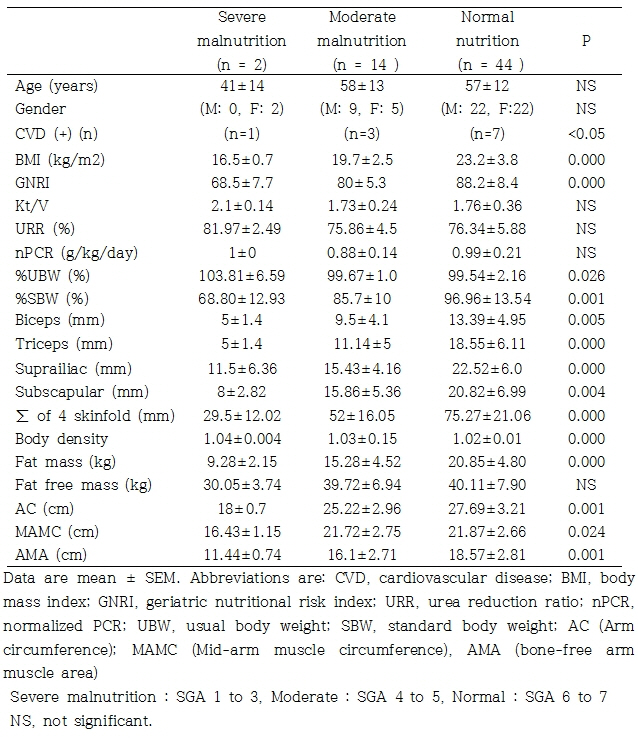 Severe malnutrition (n = 2) Moderate malnutrition (n = 14 ) Normal nutrition (n = 44 ) P
Age (years) 41±14 58±13 57±12 NS
Gender (M: 0, F: 2) (M: 9, F: 5) (M: 22, F:22) NS
CVD (+) (n) (n=1) (n=3) (n=7) <0.05
BMI (kg/m2) 16.5±0.7 19.7±2.5 23.2±3.8 0.000
GNRI 68.5±7.7 80±5.3 88.2±8.4 0.000
Kt/V 2.1±0.14 1.73±0.24 1.76±0.36 NS
URR (%) 81.97±2.49 75.86±4.5 76.34±5.88 NS
nPCR (g/kg/day) 1±0 0.88±0.14 0.99±0.21 NS
%UBW (%) 103.81±6.59 99.67±1.0 99.54±2.16 0.026
%SBW (%) 68.80±12.93 85.7±10 96.96±13.54 0.001
Biceps (mm) 5±1.4 9.5±4.1 13.39±4.95 0.005
Triceps (mm) 5±1.4 11.14±5 18.55±6.11 0.000
Suprailiac (mm) 11.5±6.36 15.43±4.16 22.52±6.0 0.000
Subscapular (mm) 8±2.82 15.86±5.36 20.82±6.99 0.004
∑ of 4 skinfold (mm) 29.5±12.02 52±16.05 75.27±21.06 0.000
Body density 1.04±0.004 1.03±0.15 1.02±0.01 0.000
Fat mass (kg) 9.28±2.15 15.28±4.52 20.85±4.80 0.000
Fat free mass (kg) 30.05±3.74 39.72±6.94 40.11±7.90 NS
AC (cm) 18±0.7 25.22±2.96 27.69±3.21 0.001
MAMC (cm) 16.43±1.15 21.72±2.75 21.87±2.66 0.024
AMA (cm) 11.44±0.74 16.1±2.71 18.57±2.81 0.001
Data are mean ± SEM. Abbreviations are: CVD, cardiovascular disease; BMI, body
mass index; GNRI, geriatric nutritional risk index; URR, urea reduction ratio; nPCR,
normalized PCR; UBW, usual body weight; SBW, standard body weight; AC (Arm
circumference); MAMC (Mid-arm muscle circumference), AMA (bone-free arm
muscle area)
Severe malnutrition : SGA 1 to 3, Moderate : SGA 4 to 5, Normal : SGA 6 to 7
NS, not significant.